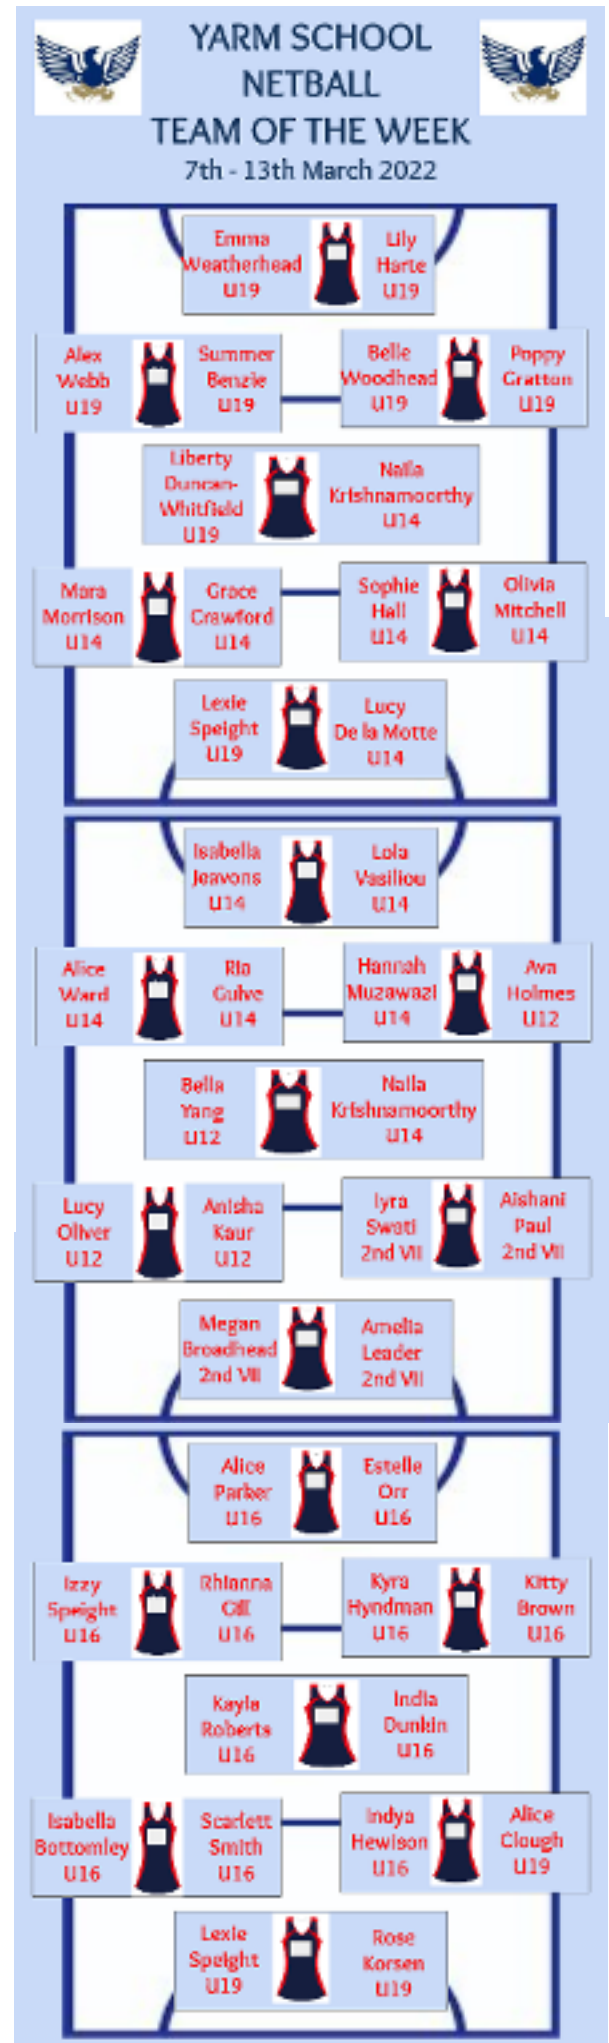 YARM SCHOOL
NETBALL
TEAM OF THE WEEK
7th - 13th March 2022
Emma
Weatherhead
U19
Lily
Harte
U19
Alex
Webb
U19
Summer
Benzie
U19
Belle
Woodhead
U19
Poppy
Gratton
U19
Liberty
Duncan-
Whitfield
U19
Naila
Krishnamoorthy
U14
Mara
Morrison
U14
Grace
Crawford
U14
Sophie
Hall
U14
Olivia
Mitchell
U14
Lexie
Speight
U19
Lucy
De la Motte
U14
Isabella
Jeavons
U14
Lola
Vasiliou
U14
Alice
Ward
U14
Ria
Gulve
U14
Hannah
Muzawazi
U14
Ava
Holmes
U12
Bella
Yang
U12
Naila
Krishnamoorthy
U14
Lucy
Oliver
U12
Anisha
Kaur
U12
Iyra
Swati
2nd VII
Aishani
Paul
2nd VII
Megan
Broadhead
2nd VII
Amelia
Leader
2nd VII
Alice
Parker
U16
Estelle
Orr
U16
Izzy
Speight
U16
Rhianna
Gill
U16
Kyra
Hyndman
U16
Kitty
Brown
U16
Kayla
Roberts
U16
India
Dunkin
U16
Isabella
Bottomley
U16
Scarlett
Smith
U16
Indya
Hewison
U16
Alice
Clough
U19
Lexie
Speight
U19
Rose
Korsen
U19